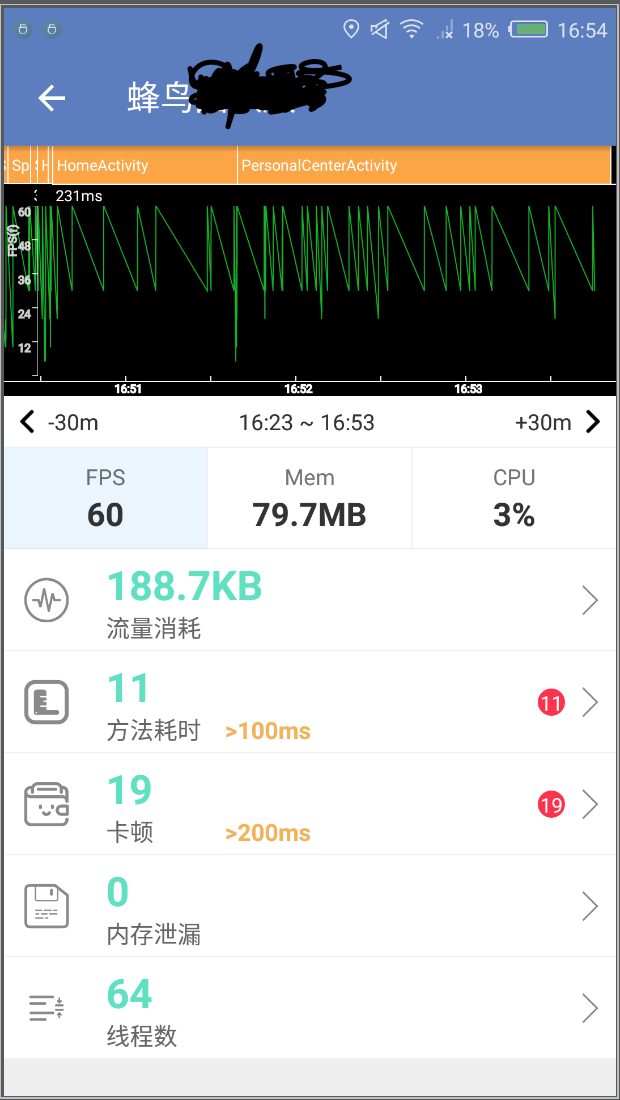 18% 16:54
蜂鸟
Sp HomeActivity PersonalCenterActivity
231ms
FPS(f)
60
48
36
24
12
16:51 16:52 16:53
-30m 16:23 ~ 16:53 +30m
FPS Mem CPU
60 79.7MB 3%
188.7KB
流量消耗
11
11
方法耗时 >100ms
19
19
卡顿 >200ms
0
内存泄漏
64
线程数